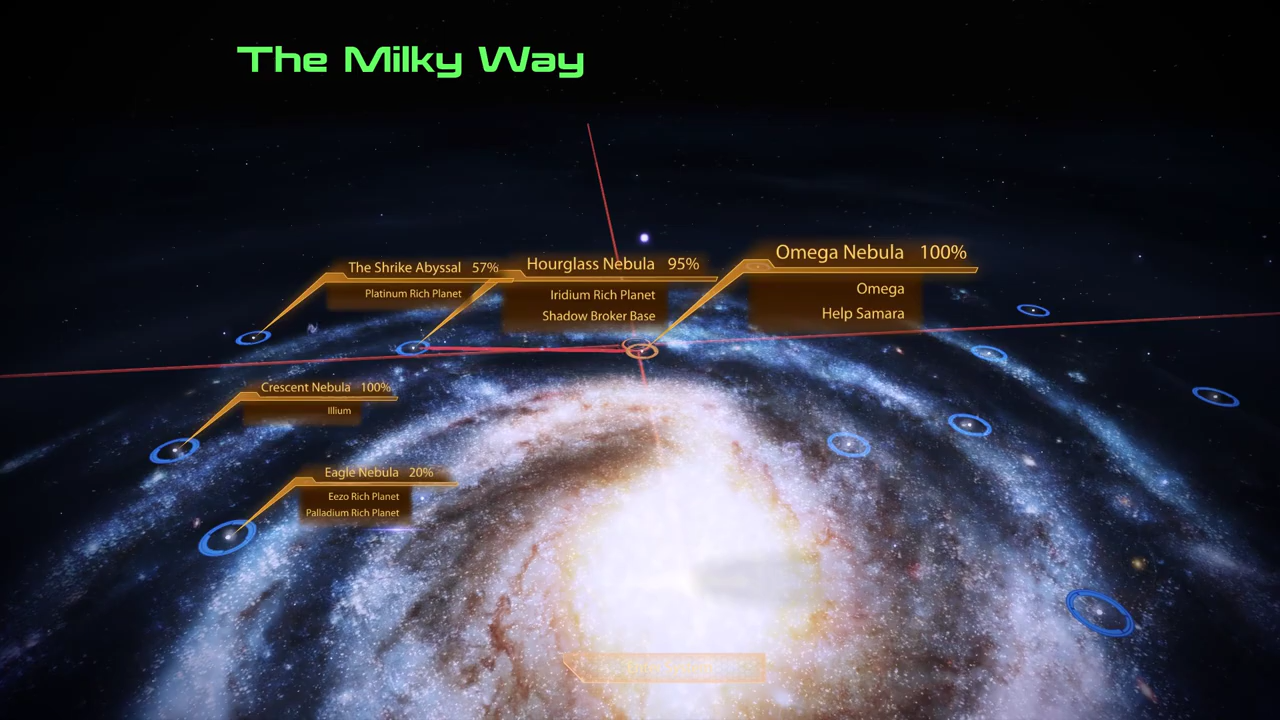 The Milky Way
Omega Nebula 100%
Omega
Help Samara
Hourglass Nebula 95%
Iridium Rich Planet
Shadow Broker Base
The Shrike Abyssal 57%
Platinum Rich Planet
Crescent Nebula 100%
Illium
Eagle Nebula 20%
Eezo Rich Planet
Palladium Rich Planet